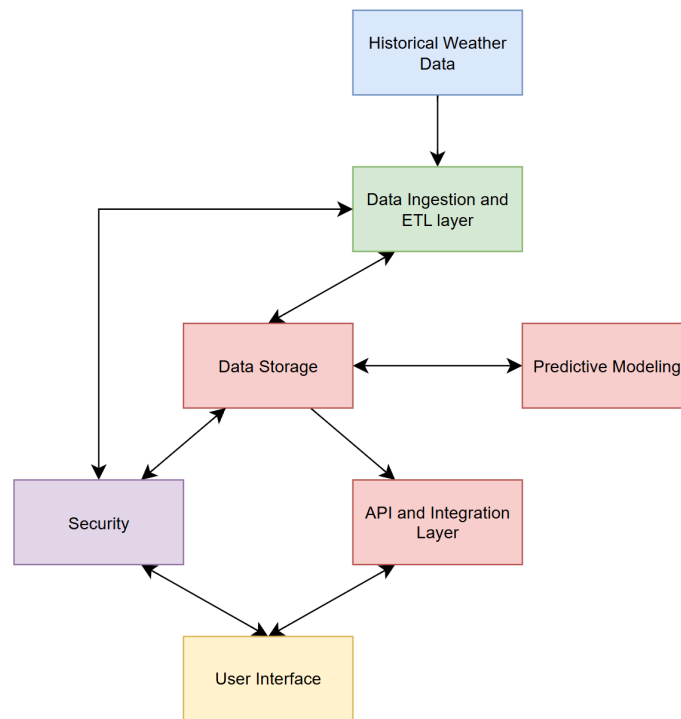 Historical Weather
Data
Data Ingestion and
ETL layer
Data Storage
Predictive Modeling
Security
API and Integration
Layer
User Interface